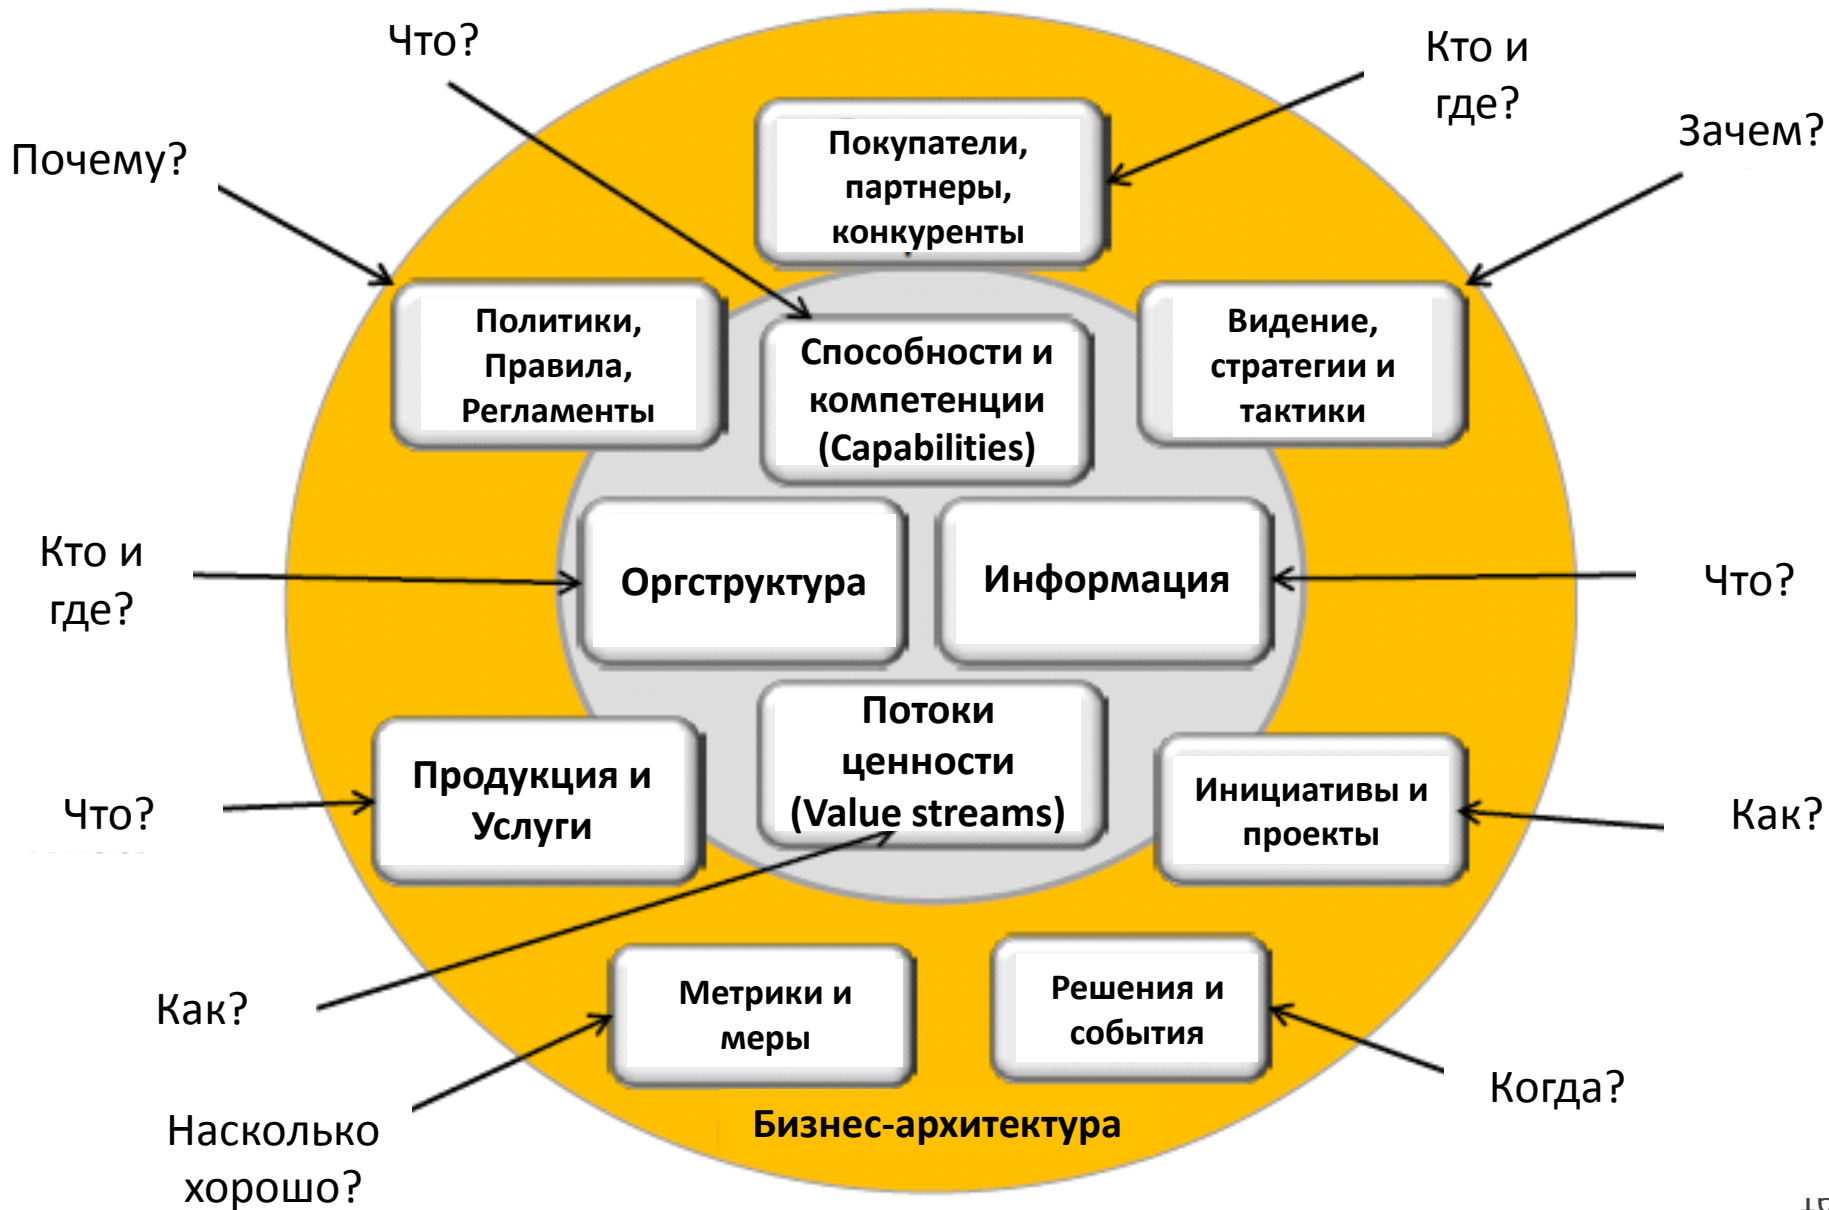 Что?
Кто и
где?
Почему?
Зачем?
Покупатели,
партнеры,
конкуренты
Политики,
Правила,
Регламенты
Способности и
компетенции
(Capabilities)
Видение,
стратегии и
тактики
Кто и
где?
Оргструктура
Информация
Что?
Что?
Продукция и
Услуги
Потоки
ценности
(Value streams)
Инициативы и
проекты
Как?
Как?
Метрики и
меры
Решения и
события
Когда?
Насколько
хорошо?
Бизнес-архитектура